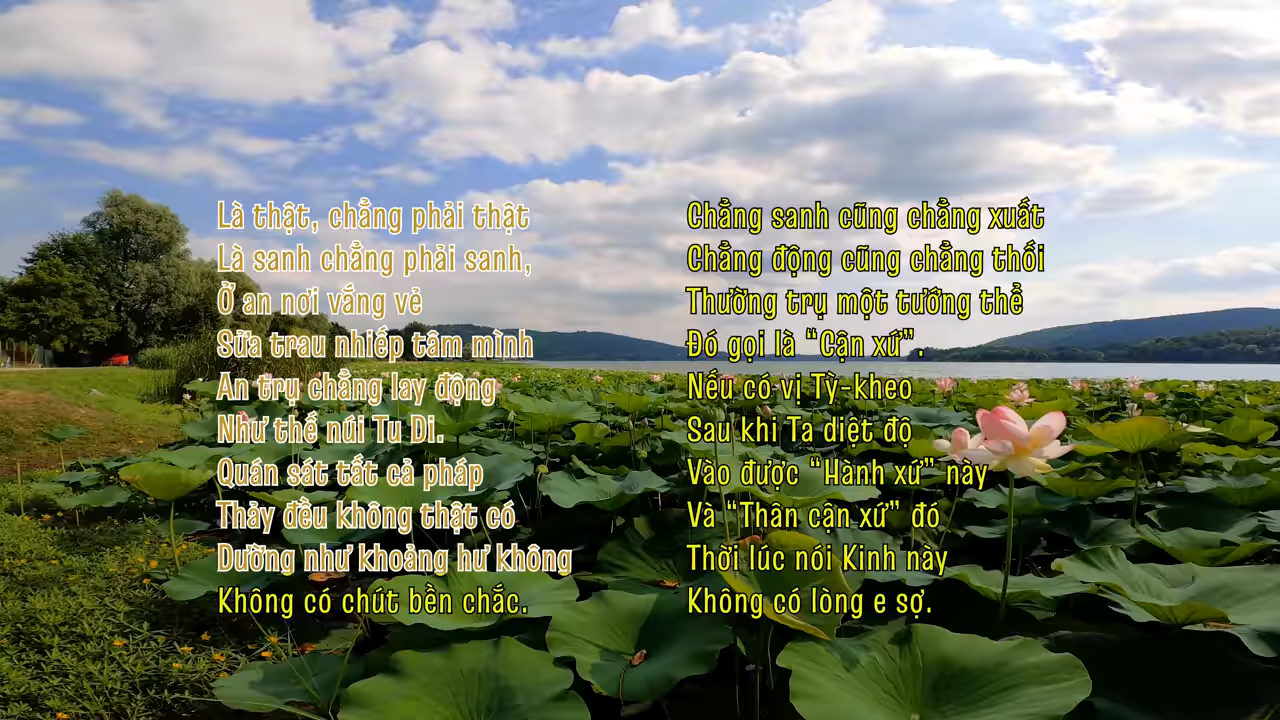 Là thật, chẳng phải thật
Là sanh chẳng phải sanh,
Ở an nơi vắng vẻ
Sửa trau nhiếp tâm mình
An trụ chẳng lay động
Như thế núi Tu Di.
Quán sát tất cả pháp
Thảy đều không thật có
Dường như khoảng hư không
Không có chút bền chắc.
Chẳng sanh cũng chẳng xuất
Chẳng động cũng chẳng thối
Thường trụ một tướng thể
Đó gọi là “Cận xứ”.
Nếu có vị Tỳ-kheo
Sau khi Ta diệt độ
Vào được “Hành xứ” này
Và “Thân cận xứ” đó
Thời lúc nói Kinh này
Không có lòng e sợ.